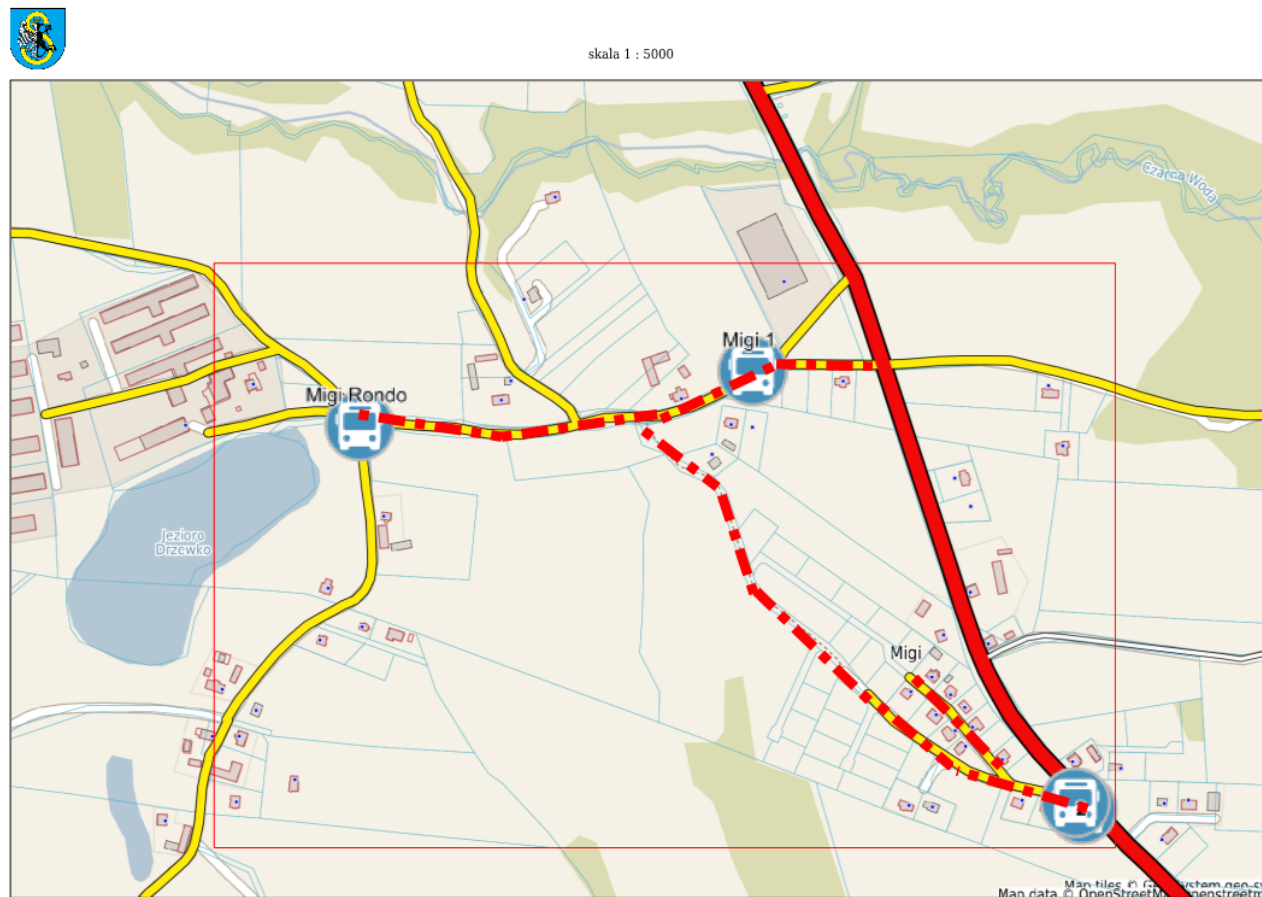 skala 1 : 5000
Czarna Woda
Migi 1
Migi Rondo
Jezioro
Drzewko
Migi
Map tiles © 
Map data © OpenStreetM